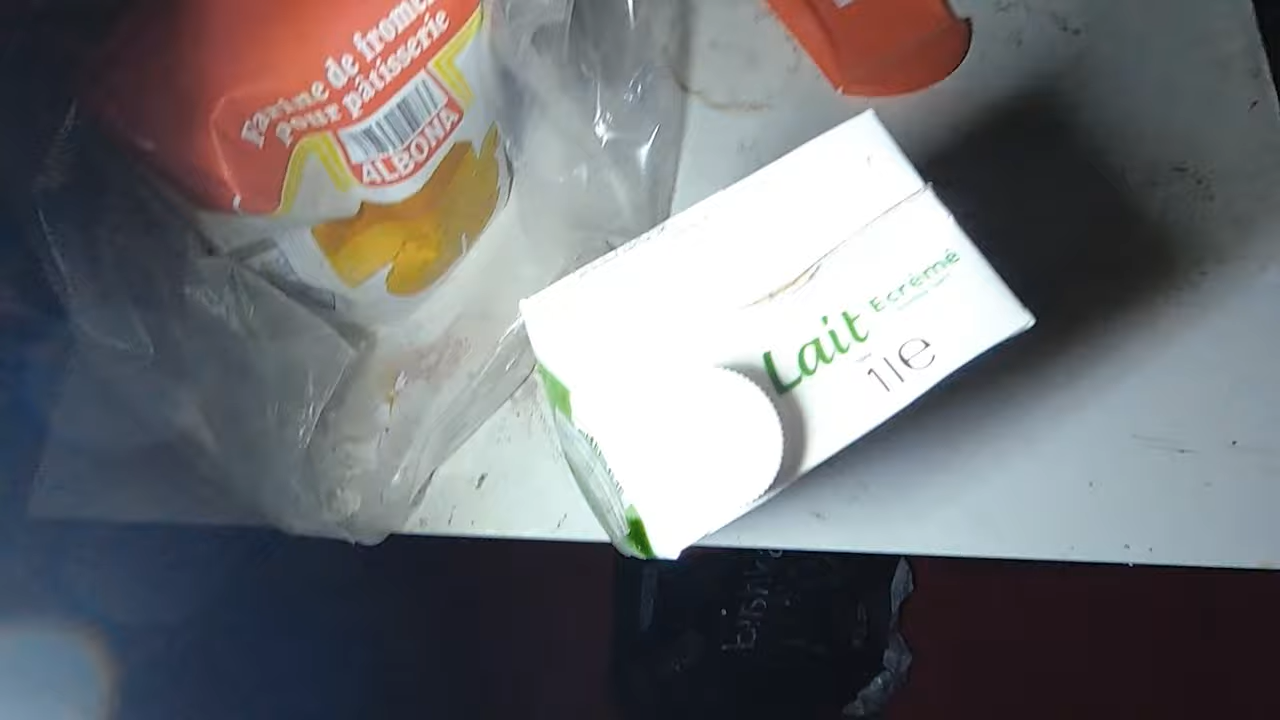 Farine de froment
pour pâtisserie
ALBONA
Lait Ecrémé
1l e